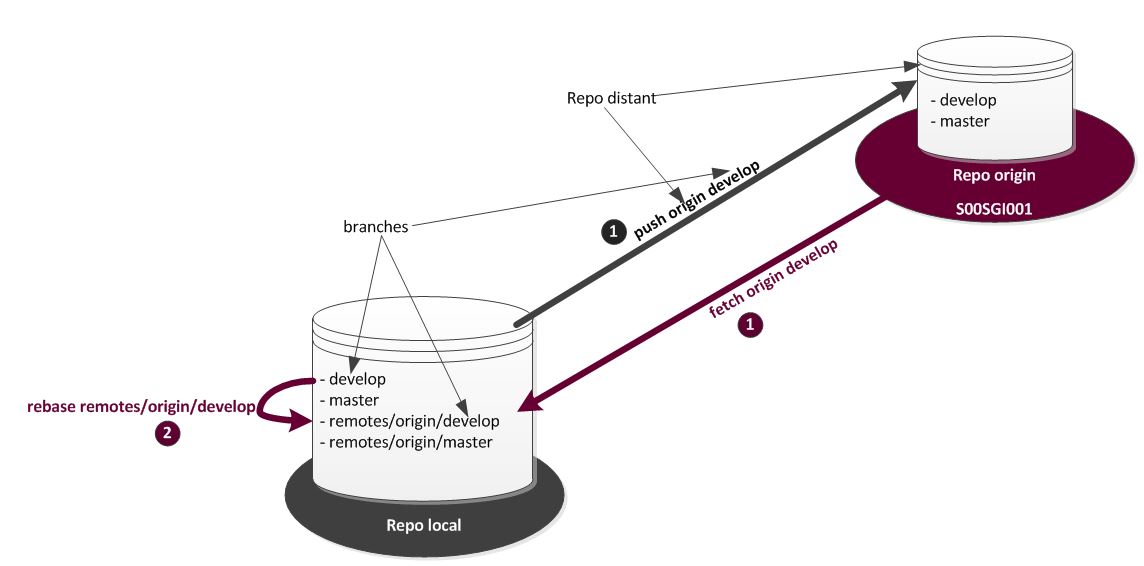 - develop
- master
Repo origin
S00SGI001
Repo distant
push origin develop
1
branches
fetch origin develop
1
- develop
- master
- remotes/origin/develop
- remotes/origin/master
rebase remotes/origin/develop
2
Repo local